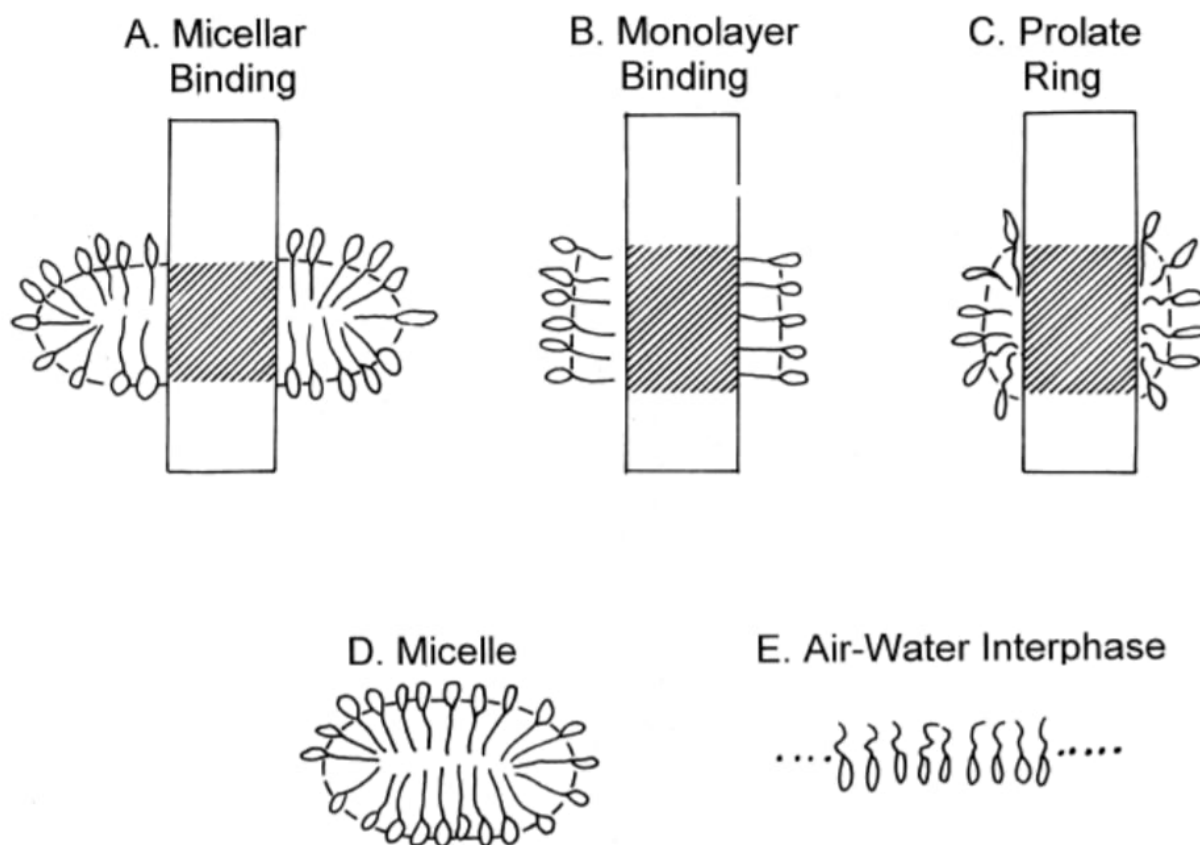 A. Micellar
Binding
B. Monolayer
Binding
C. Prolate
Ring
D. Micelle
E. Air-Water Interphase